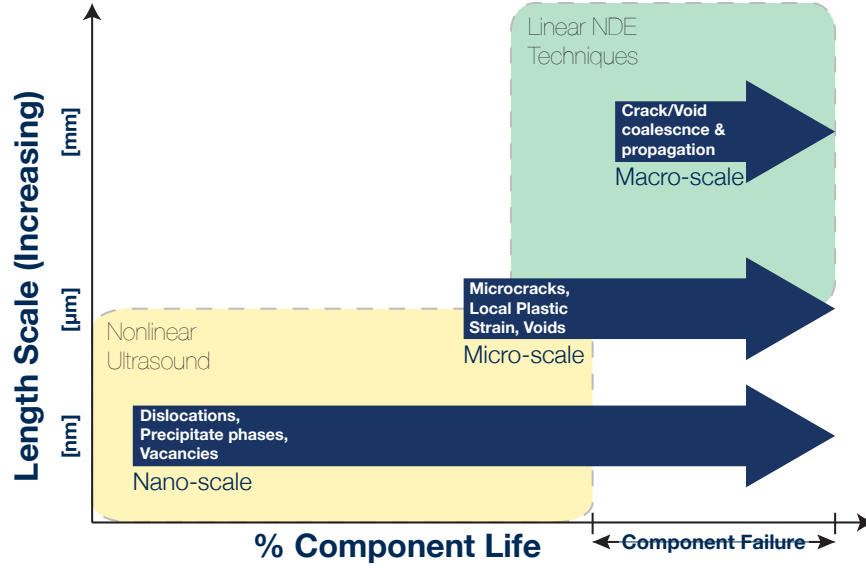 Linear NDE
Techniques
Crack/Void
coalescnce &
propagation
Macro-scale
Microcracks,
Local Plastic
Strain, Voids
Micro-scale
Nonlinear
Ultrasound
Dislocations,
Precipitate phases,
Vacancies
Nano-scale
Length Scale (Increasing)
[mm]
[µm]
[nm]
% Component Life
Component Failure